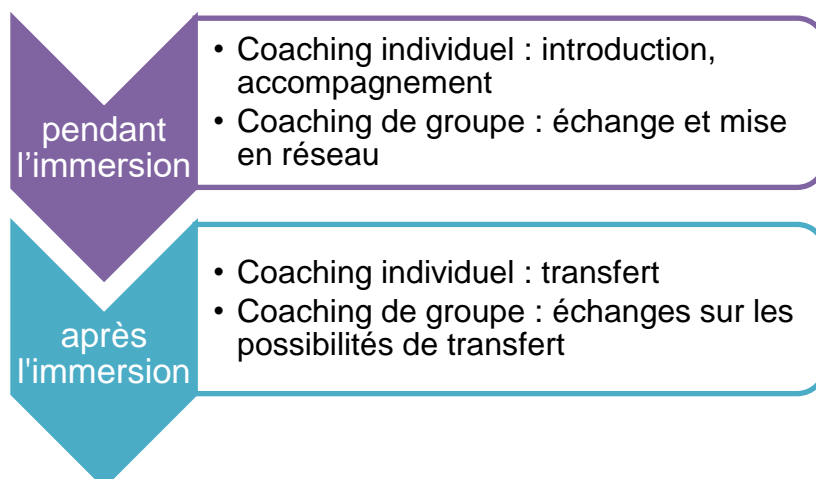 pendant
l’immersion
• Coaching individuel : introduction,
accompagnement
• Coaching de groupe : échange et mise
en réseau
après
l'immersion
• Coaching individuel : transfert
• Coaching de groupe : échanges sur les
possibilités de transfert